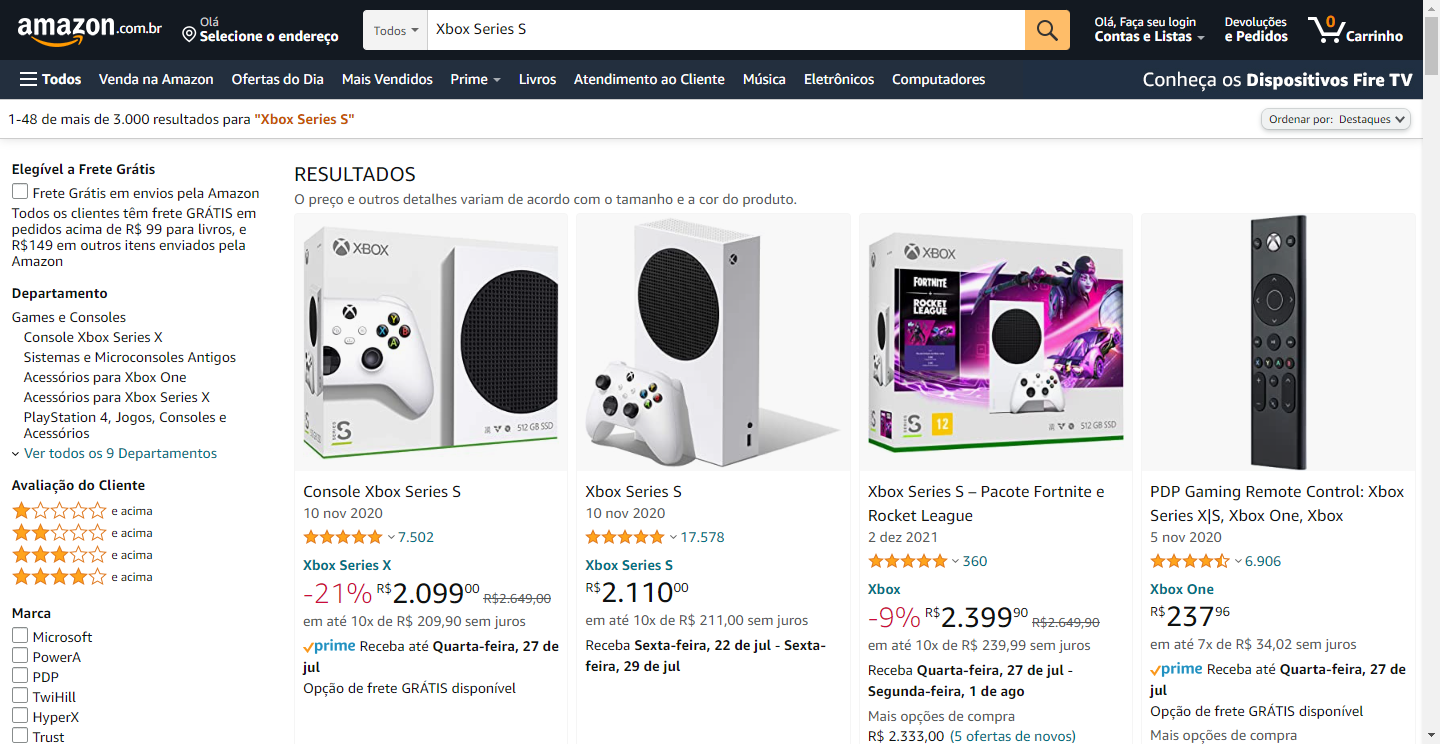 amazon.com.br
Olá
Selecione o endereço
Todos
Xbox Series S
Olá, Faça seu login
Contas e Listas
Devoluções
e Pedidos
0
Carrinho
Todos
Venda na Amazon
Ofertas do Dia
Mais Vendidos
Prime
Livros
Atendimento ao Cliente
Música
Eletrônicos
Computadores
Conheça os Dispositivos Fire TV
1-48 de mais de 3.000 resultados para "Xbox Series S"
Ordenar por: Destaques
Elegível a Frete Grátis
Frete Grátis em envios pela Amazon
Todos os clientes têm frete GRÁTIS em
pedidos acima de R$ 99 para livros, e
R$149 em outros itens enviados pela
Amazon
Departamento
Games e Consoles
Console Xbox Series X
Sistemas e Microconsoles Antigos
Acessórios para Xbox One
Acessórios para Xbox Series X
PlayStation 4, Jogos, Consoles e
Acessórios
Ver todos os 9 Departamentos
Avaliação do Cliente
e acima
e acima
e acima
e acima
Marca
Microsoft
PowerA
PDP
TwiHill
HyperX
Trust
RESULTADOS
O preço e outros detalhes variam de acordo com o tamanho e a cor do produto.
XBOX
Y
X
B
A
SERIES
S
512 GB SSD
Console Xbox Series S
10 nov 2020
7.502
Xbox Series X
-21% R$2.09900 R$2.649,00
em até 10x de R$ 209,90 sem juros
prime Receba até Quarta-feira, 27 de
jul
Opção de frete GRÁTIS disponível
Xbox Series S
10 nov 2020
17.578
Xbox Series S
R$2.11000
em até 10x de R$ 211,00 sem juros
Receba Sexta-feira, 22 de jul - Sexta-
feira, 29 de jul
XBOX
FORTNITE
+
ROCKET
LEAGUE
SERIES
S
12
512 GB SSD
Xbox Series S – Pacote Fortnite e
Rocket League
2 dez 2021
360
Xbox
-9% R$2.39990 R$2.649,90
em até 10x de R$ 239,99 sem juros
Receba Quarta-feira, 27 de jul -
Segunda-feira, 1 de ago
Mais opções de compra
R$ 2.333,00 (5 ofertas de novos)
PDP Gaming Remote Control: Xbox
Series X|S, Xbox One, Xbox
5 nov 2020
6.906
Xbox One
R$23796
em até 7x de R$ 34,02 sem juros
prime Receba até Quarta-feira, 27 de
jul
Opção de frete GRÁTIS disponível
Mais opções de compra